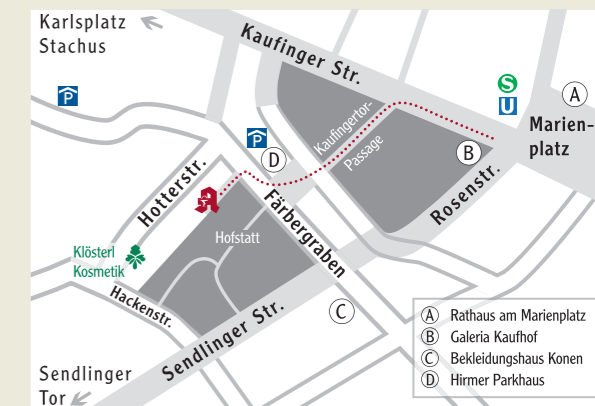 Karlsplatz
Stachus
Kaufinger Str.
P
S
U
A
Marien-
platz
P
D
Kaufingertor-
Passage
B
Rosenstr.
Hotterstr.
A
Färbergraben
Hofstatt
Klösterl
Kosmetik
Hackenstr.
C
Sendlinger Str.
Sendlinger
Tor
A Rathaus am Marienplatz
B Galeria Kaufhof
C Bekleidungshaus Konen
D Hirmer Parkhaus